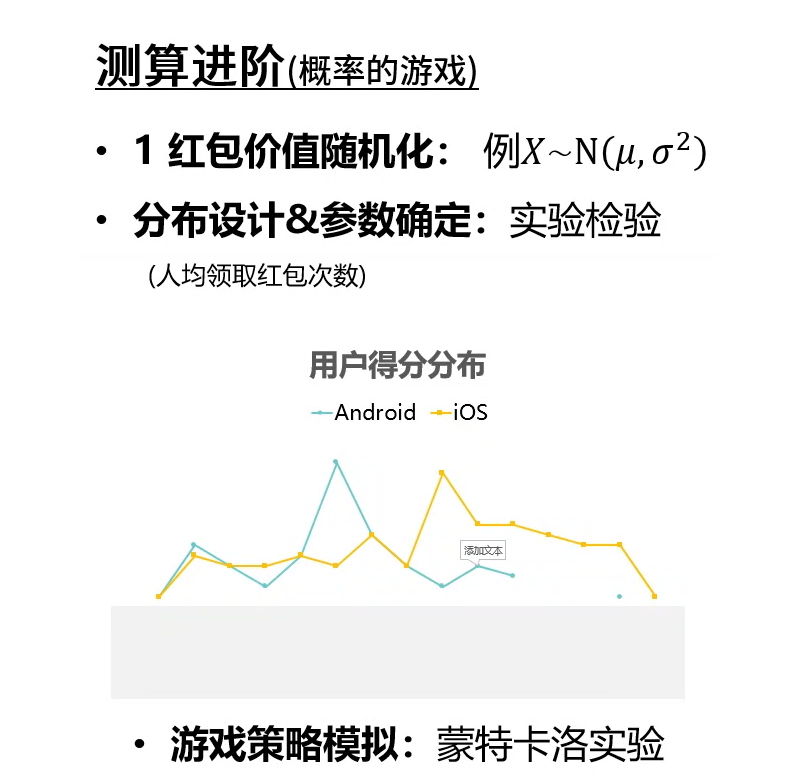 测算进阶(概率的游戏)
• 1 红包价值随机化： 例X~N(μ,σ²)
• 分布设计&参数确定：实验检验
(人均领取红包次数)
用户得分分布
Android iOS
添加文本
• 游戏策略模拟：蒙特卡洛实验